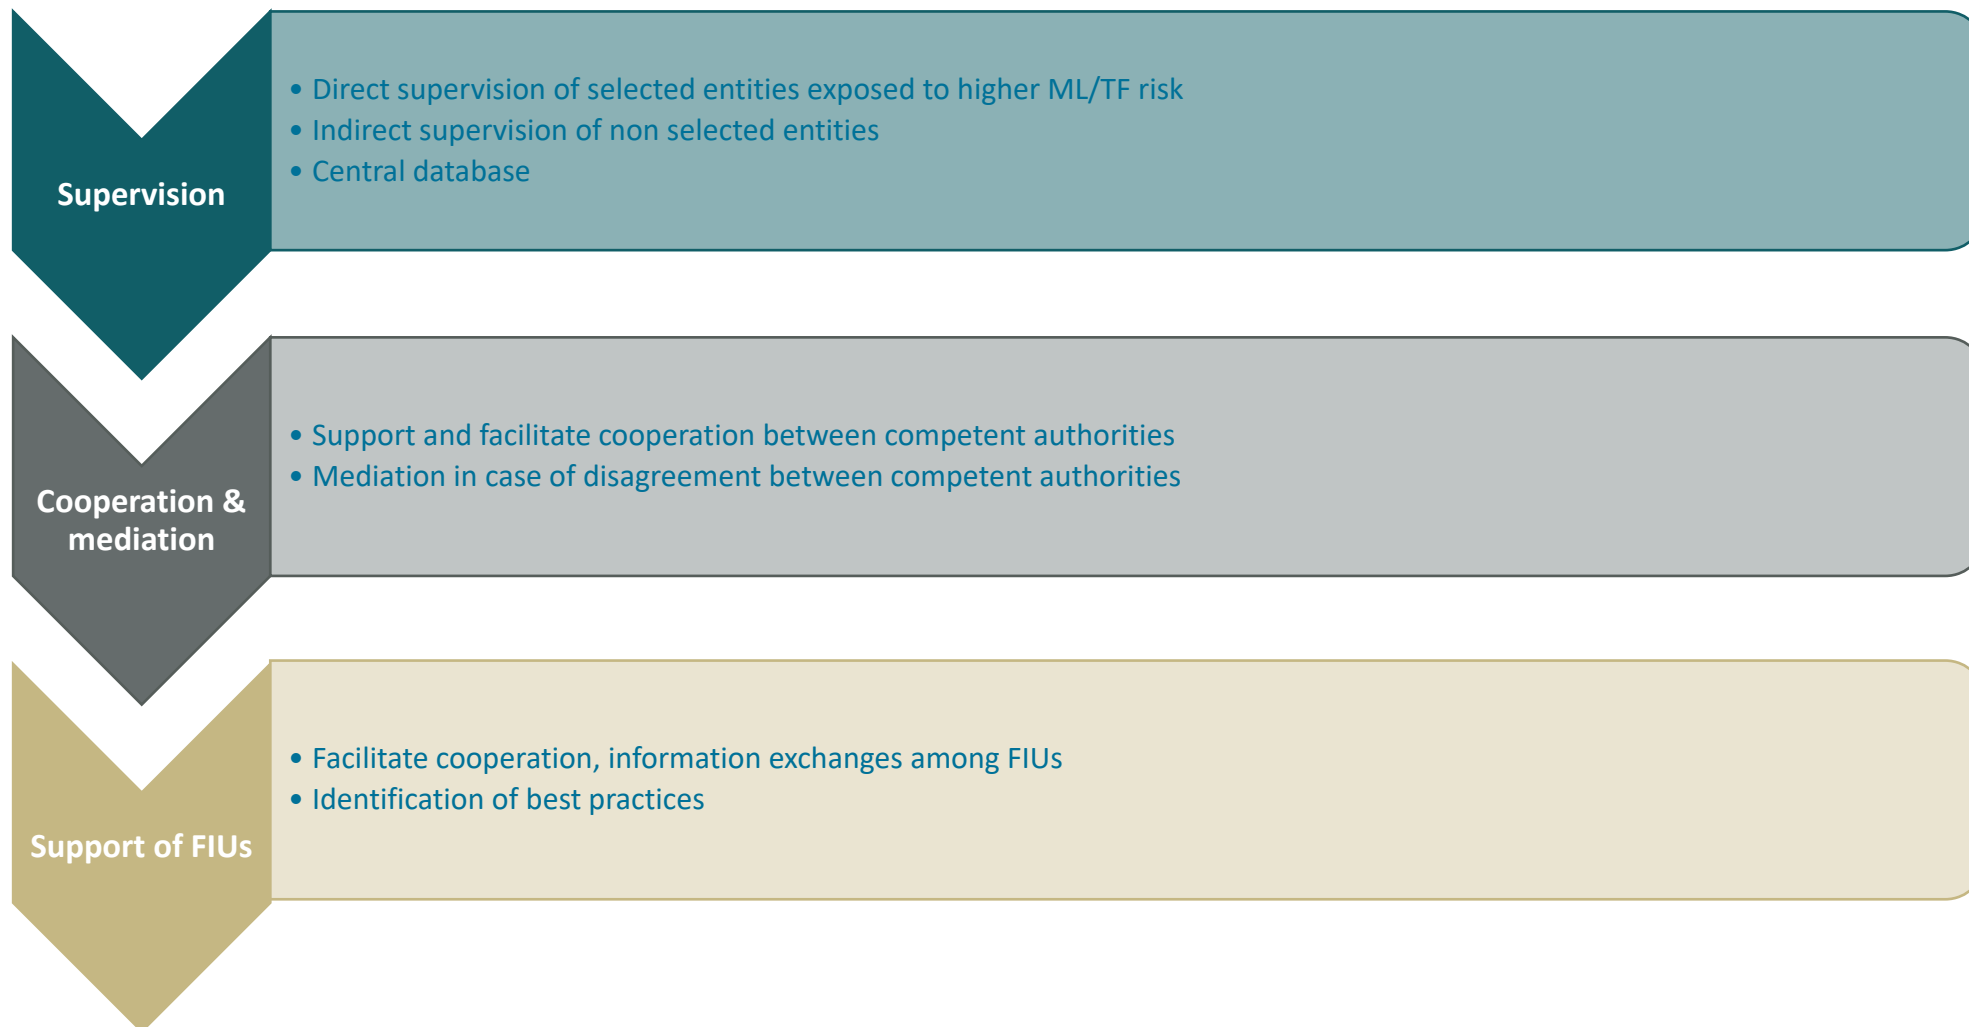 Supervision
• Direct supervision of selected entities exposed to higher ML/TF risk
• Indirect supervision of non selected entities
• Central database
Cooperation &
mediation
• Support and facilitate cooperation between competent authorities
• Mediation in case of disagreement between competent authorities
Support of FIUs
• Facilitate cooperation, information exchanges among FIUs
• Identification of best practices